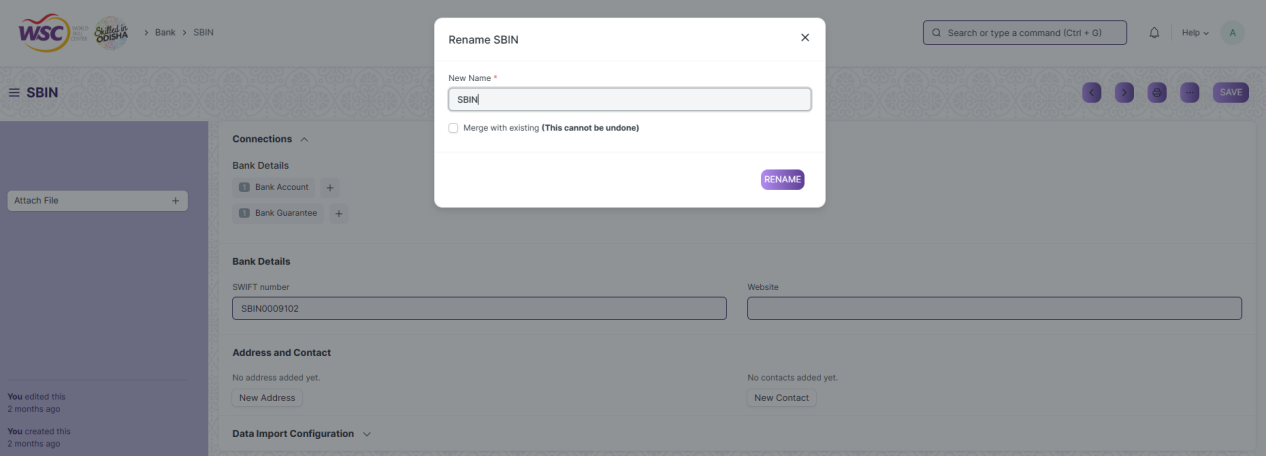 WSC WORLD SKILL CENTER Skilled in ODISHA > Bank > SBIN
Search or type a command (Ctrl + G)
Help
A
SBIN
SAVE
Rename SBIN
New Name *
SBIN
Merge with existing (This cannot be undone)
RENAME
Attach File +
You edited this
2 months ago
You created this
2 months ago
Connections
Bank Details
1 Bank Account +
1 Bank Guarantee +
Bank Details
SWIFT number
SBIN0009102
Website
Address and Contact
No address added yet.
New Address
No contacts added yet.
New Contact
Data Import Configuration